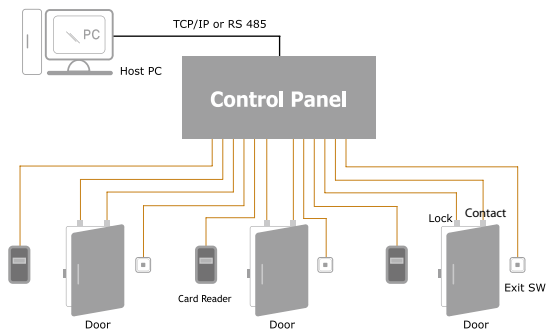 TCP/IP or RS 485
PC
Host PC
Control Panel
Lock
Contact
Card Reader
Exit SW
Door
Door
Door